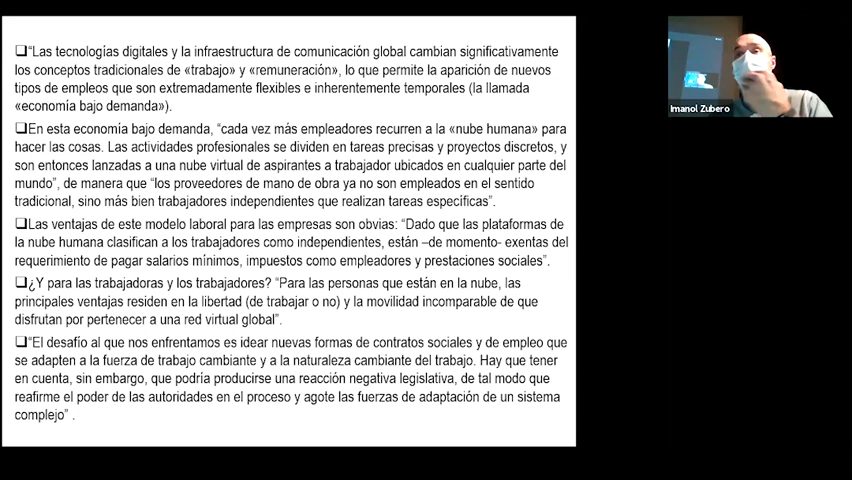 ❑“Las tecnologías digitales y la infraestructura de comunicación global cambian significativamente
los conceptos tradicionales de «trabajo» y «remuneración», lo que permite la aparición de nuevos
tipos de empleos que son extremadamente flexibles e inherentemente temporales (la llamada
«economía bajo demanda»).
❑En esta economía bajo demanda, “cada vez más empleadores recurren a la «nube humana» para
hacer las cosas. Las actividades profesionales se dividen en tareas precisas y proyectos discretos, y
son entonces lanzadas a una nube virtual de aspirantes a trabajador ubicados en cualquier parte del
mundo”, de manera que “los proveedores de mano de obra ya no son empleados en el sentido
tradicional, sino más bien trabajadores independientes que realizan tareas específicas”.
❑Las ventajas de este modelo laboral para las empresas son obvias: “Dado que las plataformas de
la nube humana clasifican a los trabajadores como independientes, están –de momento- exentas del
requerimiento de pagar salarios mínimos, impuestos como empleadores y prestaciones sociales”.
❑¿Y para las trabajadoras y los trabajadores? “Para las personas que están en la nube, las
principales ventajas residen en la libertad (de trabajar o no) y la movilidad incomparable de que
disfrutan por pertenecer a una red virtual global”.
❑“El desafío al que nos enfrentamos es idear nuevas formas de contratos sociales y de empleo que
se adapten a la fuerza de trabajo cambiante y a la naturaleza cambiante del trabajo. Hay que tener
en cuenta, sin embargo, que podría producirse una reacción negativa legislativa, de tal modo que
reafirme el poder de las autoridades en el proceso y agote las fuerzas de adaptación de un sistema
complejo” .
Imanol Zubero